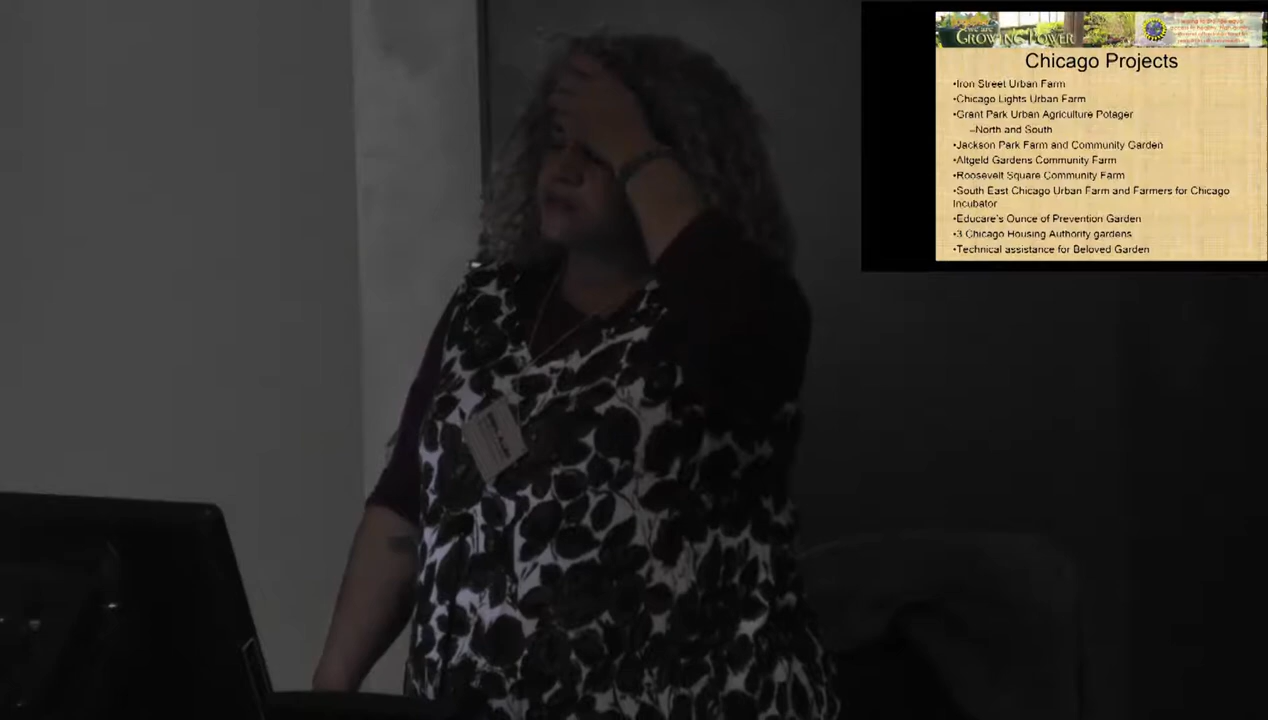 we are
GROWING POWER
Chicago Projects
•Iron Street Urban Farm
•Chicago Lights Urban Farm
•Grant Park Urban Agriculture Potager
–North and South
•Jackson Park Farm and Community Garden
•Altgeld Gardens Community Farm
•Roosevelt Square Community Farm
•South East Chicago Urban Farm and Farmers for Chicago
Incubator
•Educare's Ounce of Prevention Garden
•3 Chicago Housing Authority gardens
•Technical assistance for Beloved Garden